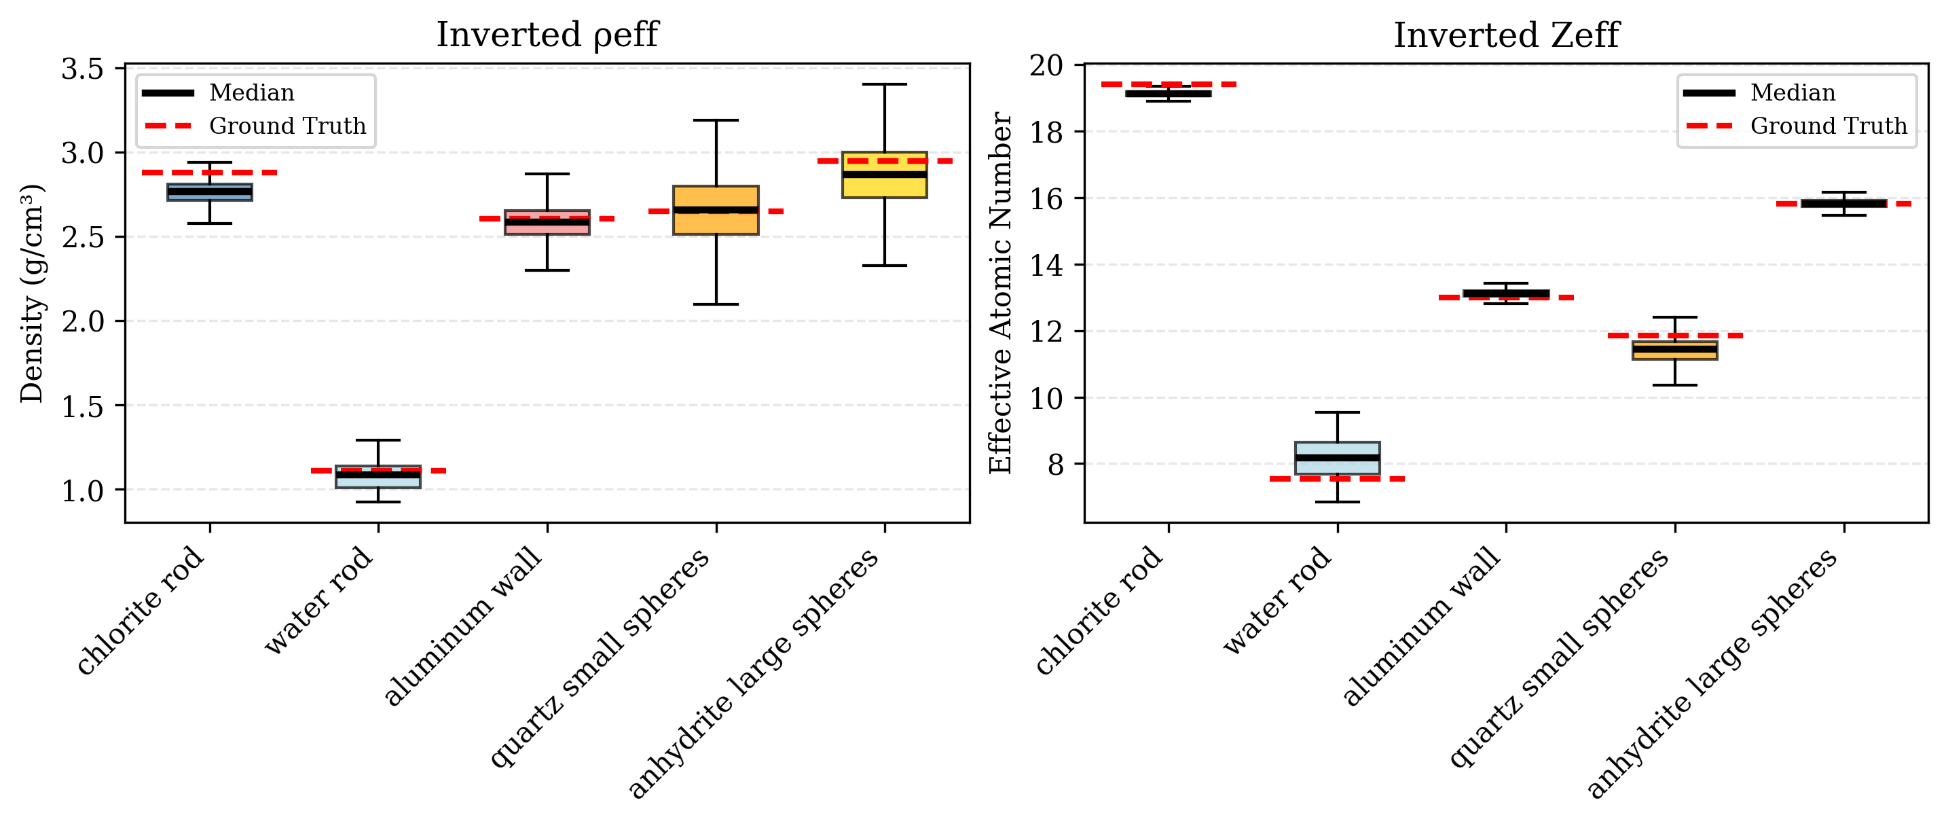 Inverted ρeff
Median
Ground Truth
Density (g/cm³)
3.5
3.0
2.5
2.0
1.5
1.0
chlorite rod
water rod
aluminum wall
quartz small spheres
anhydrite large spheres
Inverted Zeff
Median
Ground Truth
Effective Atomic Number
20
18
16
14
12
10
8
chlorite rod
water rod
aluminum wall
quartz small spheres
anhydrite large spheres